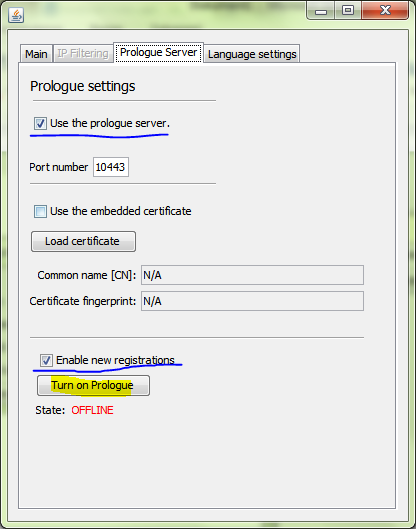 Main IP Filtering Prologue Server Language settings
Prologue settings
Use the prologue server.
Port number 10443
Use the embedded certificate
Load certificate
Common name [CN]: N/A
Certificate fingerprint: N/A
Enable new registrations
Turn on Prologue
State: OFFLINE